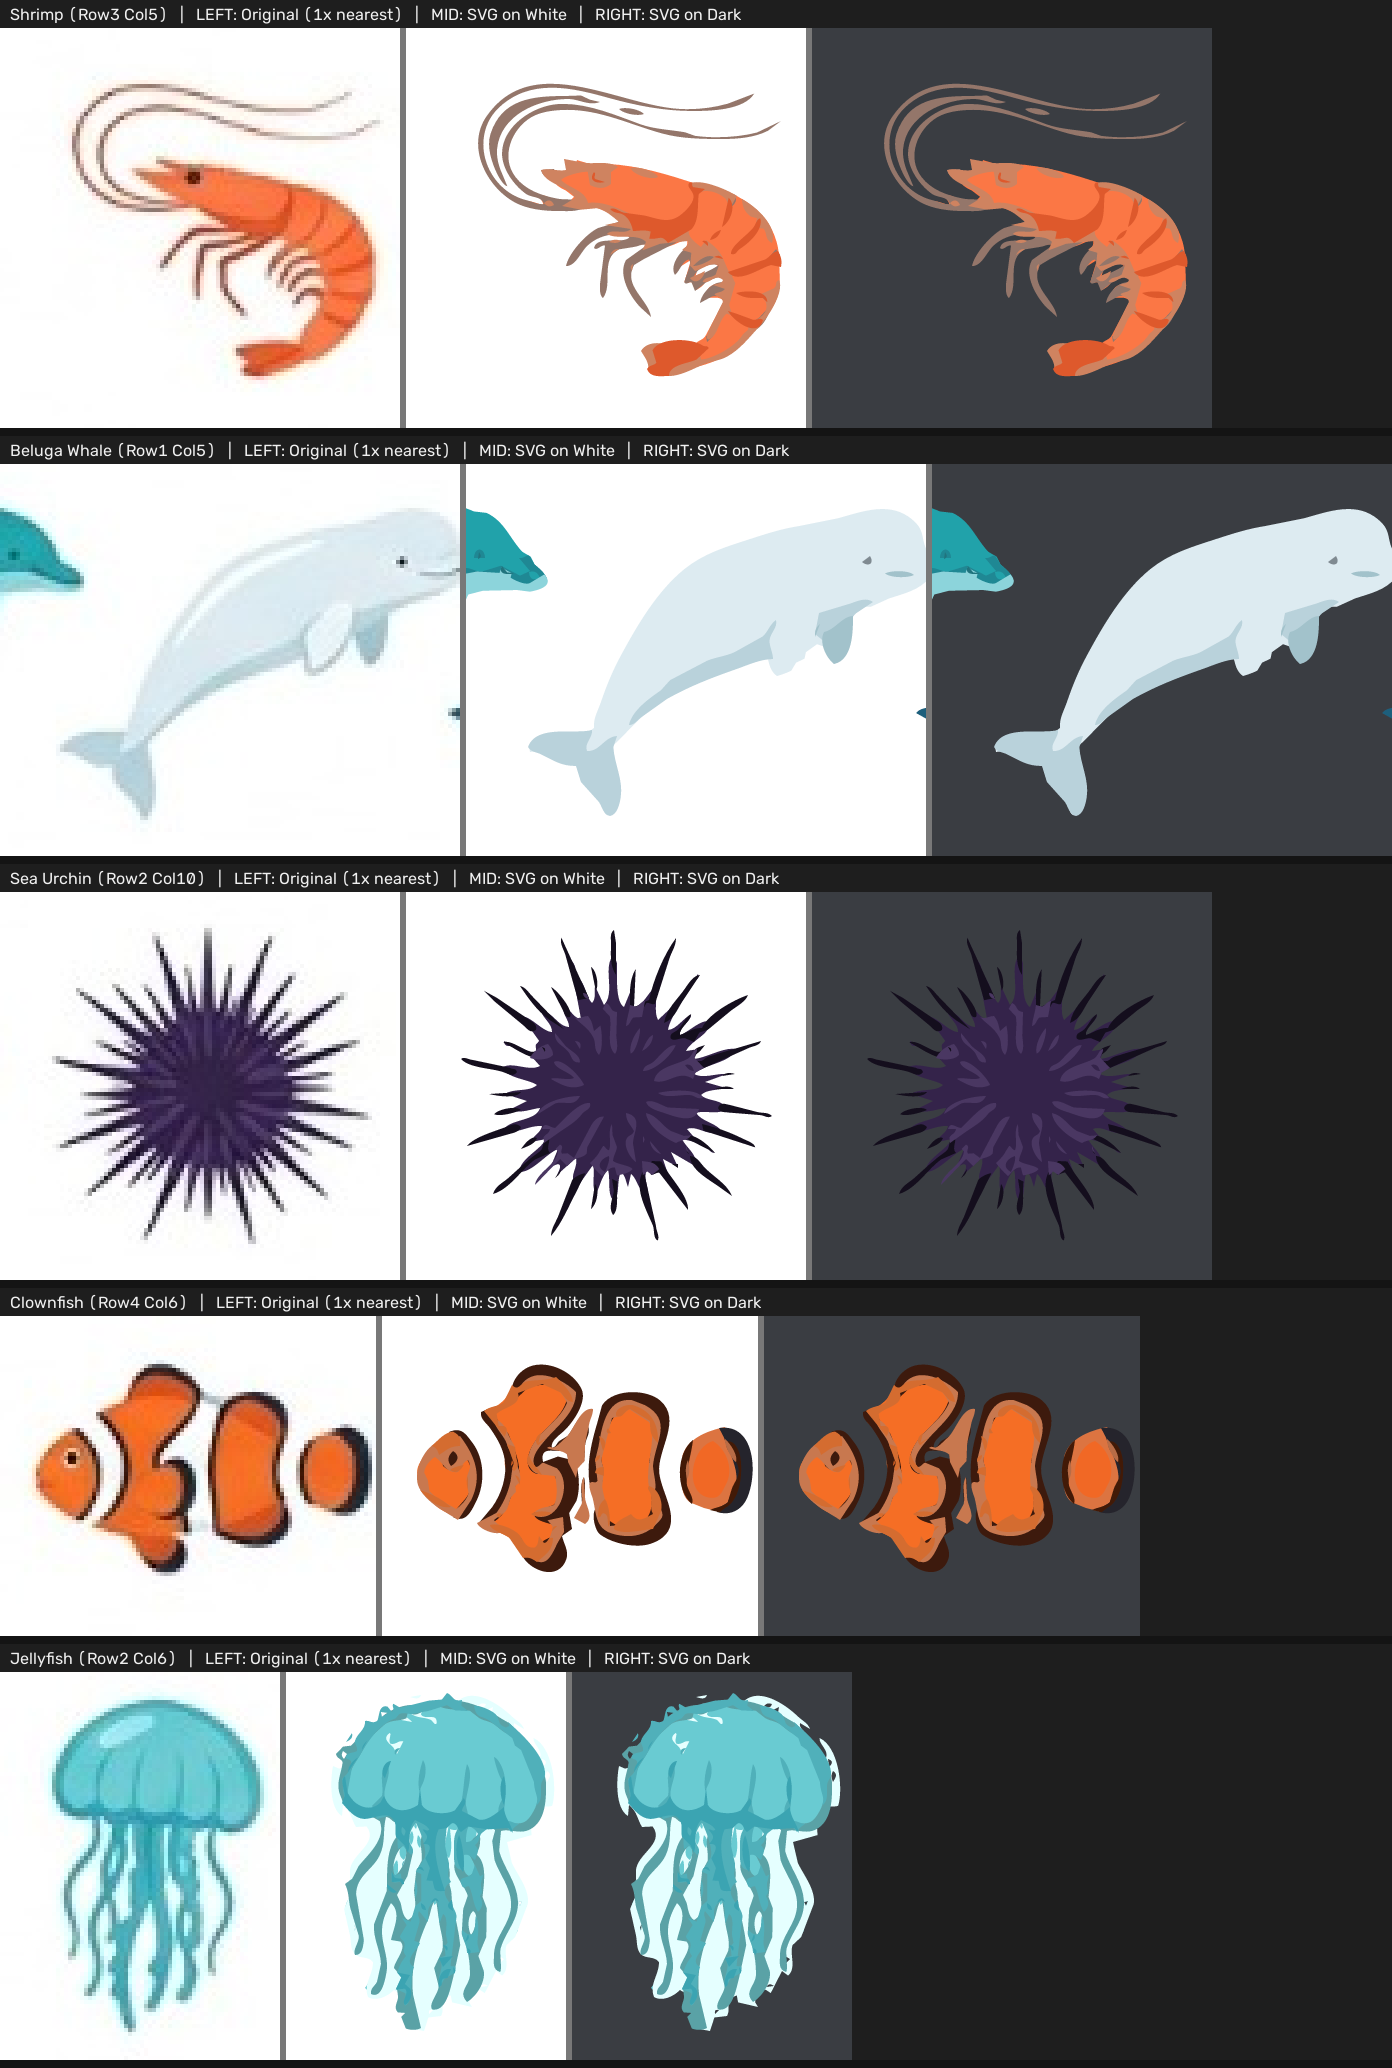 Shrimp (Row3 Col5) | LEFT: Original (1x nearest) | MID: SVG on White | RIGHT: SVG on Dark
Beluga Whale (Row1 Col5) | LEFT: Original (1x nearest) | MID: SVG on White | RIGHT: SVG on Dark
Sea Urchin (Row2 Col10) | LEFT: Original (1x nearest) | MID: SVG on White | RIGHT: SVG on Dark
Clownfish (Row4 Col6) | LEFT: Original (1x nearest) | MID: SVG on White | RIGHT: SVG on Dark
Jellyfish (Row2 Col6) | LEFT: Original (1x nearest) | MID: SVG on White | RIGHT: SVG on Dark